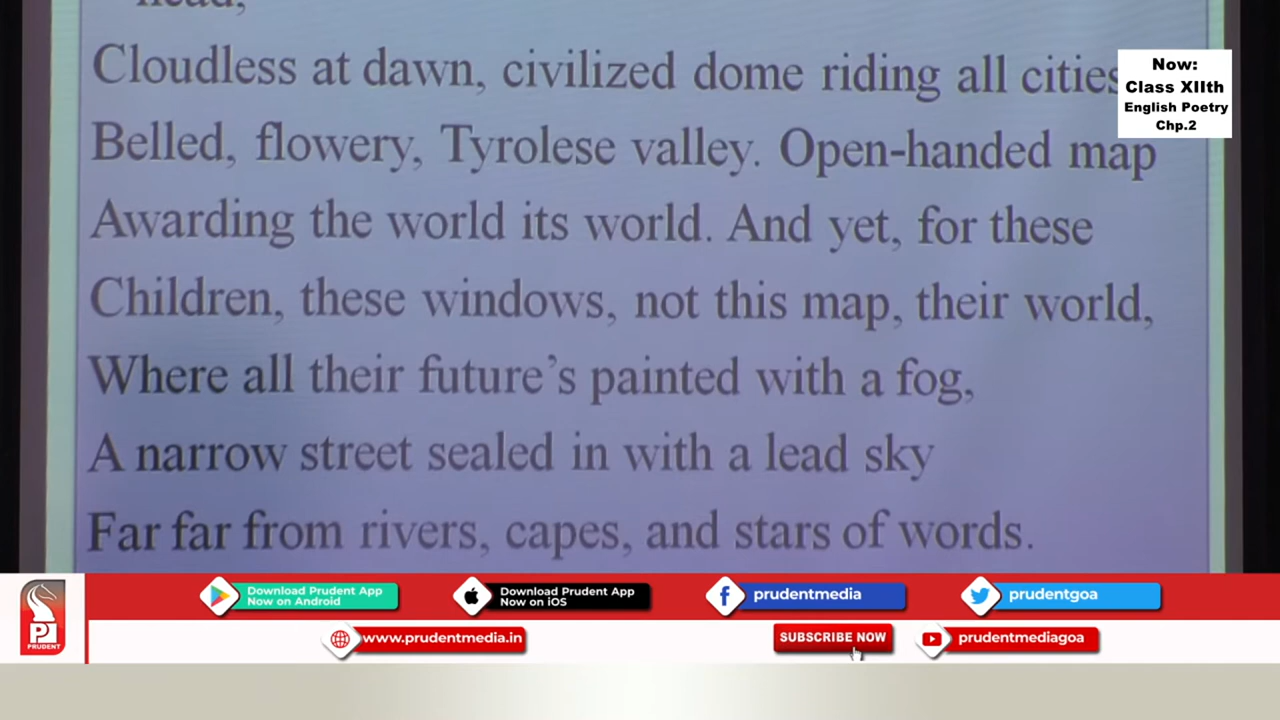 head,
Cloudless at dawn, civilized dome riding all cities
Belled, flowery, Tyrolese valley. Open-handed map
Awarding the world its world. And yet, for these
Children, these windows, not this map, their world,
Where all their future's painted with a fog,
A narrow street sealed in with a lead sky
Far far from rivers, capes, and stars of words.
Now:
Class XIIth
English Poetry
Chp.2
Download Prudent App
Now on Android
Download Prudent App
Now on iOS
prudentmedia
prudentgoa
PRUDENT
www.prudentmedia.in
SUBSCRIBE NOW
prudentmediagoa